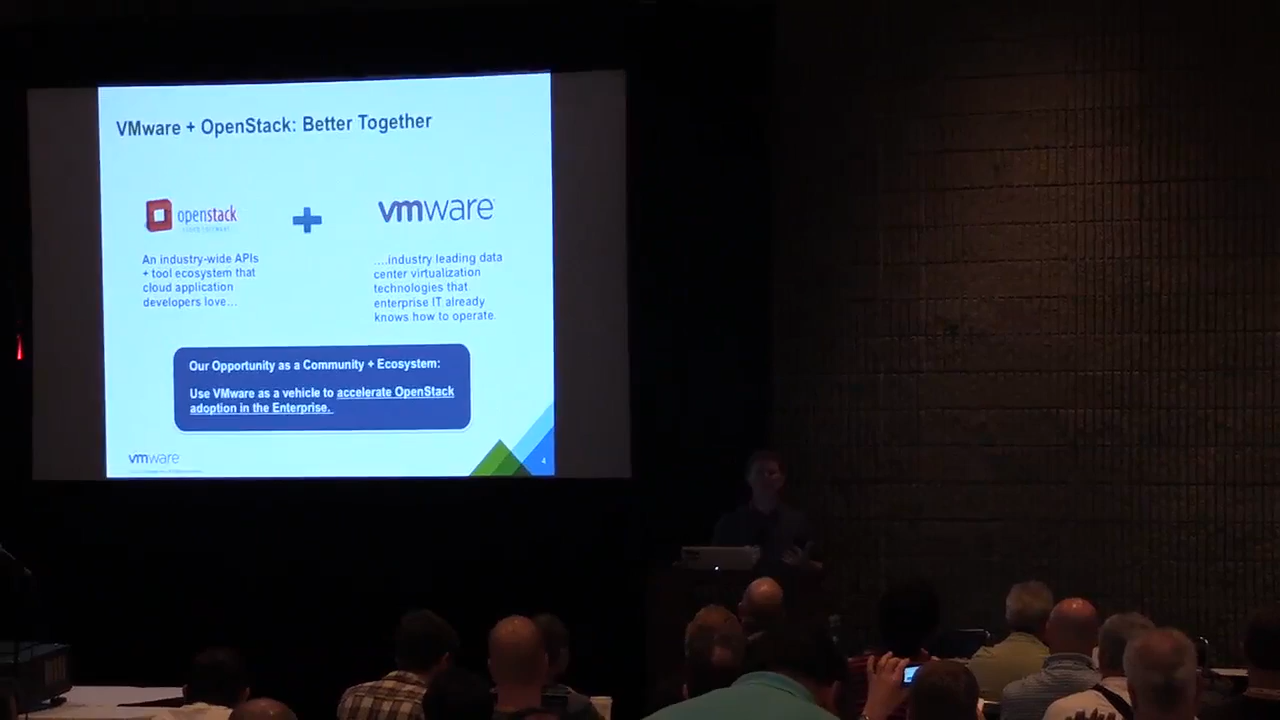 VMware + OpenStack: Better Together
openstack
CLOUD SOFTWARE
vmware
An industry-wide APIs
+ tool ecosystem that
cloud application
developers love…
….industry leading data
center virtualization
technologies that
enterprise IT already
knows how to operate.
Our Opportunity as a Community + Ecosystem:
Use VMware as a vehicle to accelerate OpenStack
adoption in the Enterprise.
vmware
4